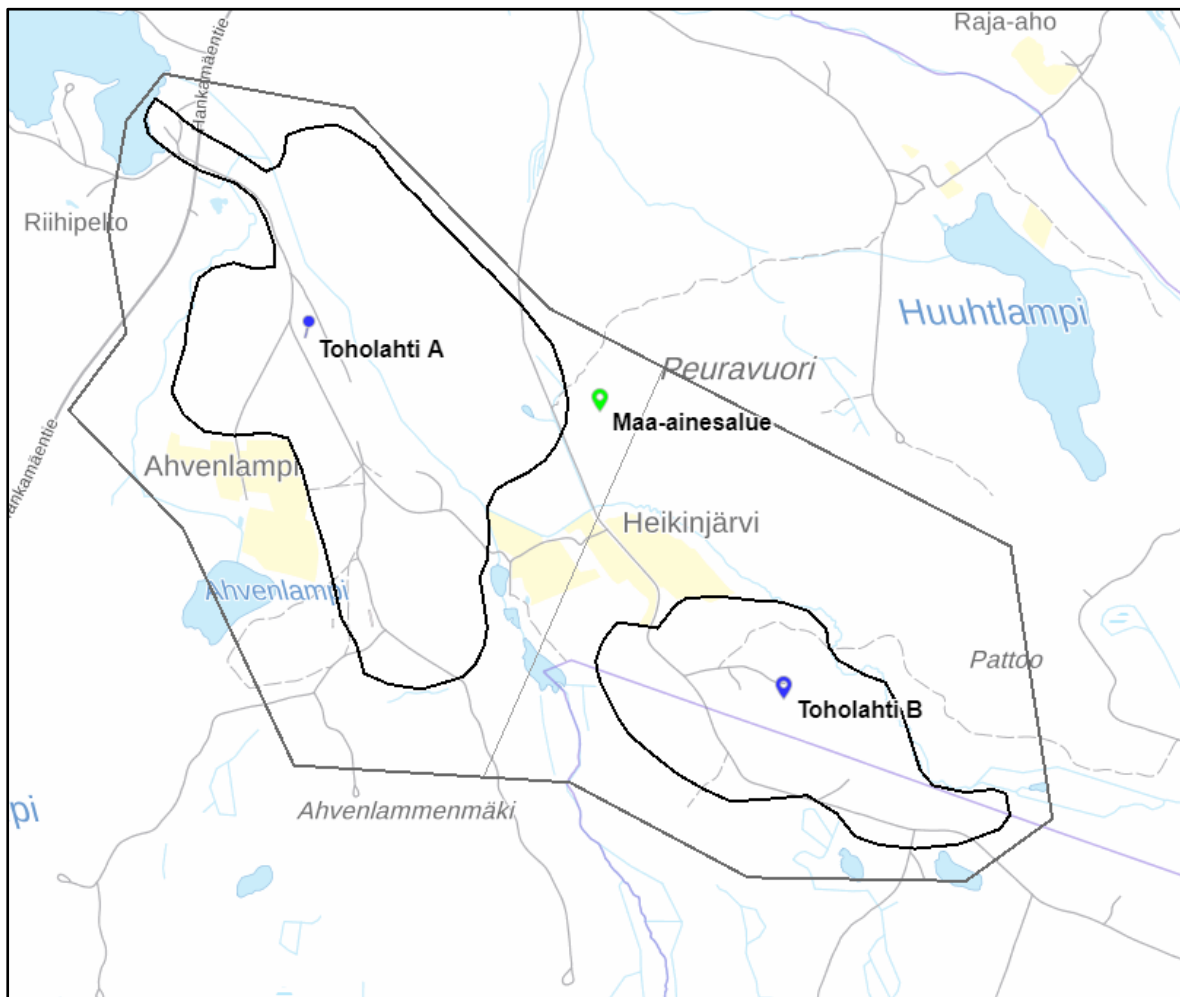 Raja-aho
Hankamäentie
Riihipelto
Huuhtlampi
Toholahti A
Peuravuori
Maa-ainesalue
Ahvenlampi
ankamäentie
Heikinjärvi
Ahvenlampi
Pattoo
Toholahti B
Ahvenlammenmäki
pi